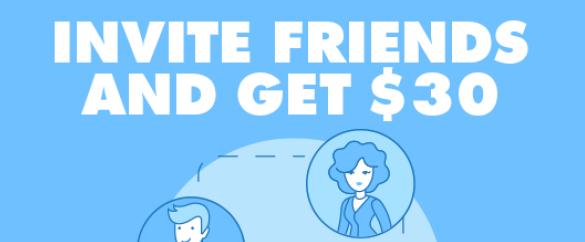 INVITE FRIENDS
AND GET $30